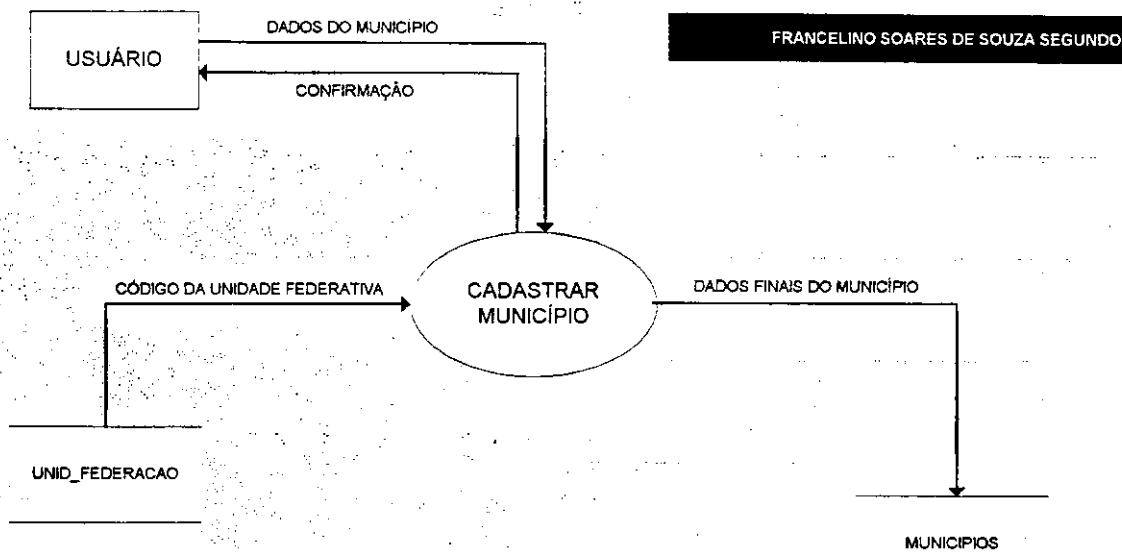 DADOS DO MUNICÍPIO
FRANCELINO SOARES DE SOUZA SEGUNDO
USUÁRIO
CONFIRMAÇÃO
CÓDIGO DA UNIDADE FEDERATIVA
CADASTRAR
MUNICÍPIO
DADOS FINAIS DO MUNICÍPIO
UNID_FEDERACAO
MUNICIPIOS